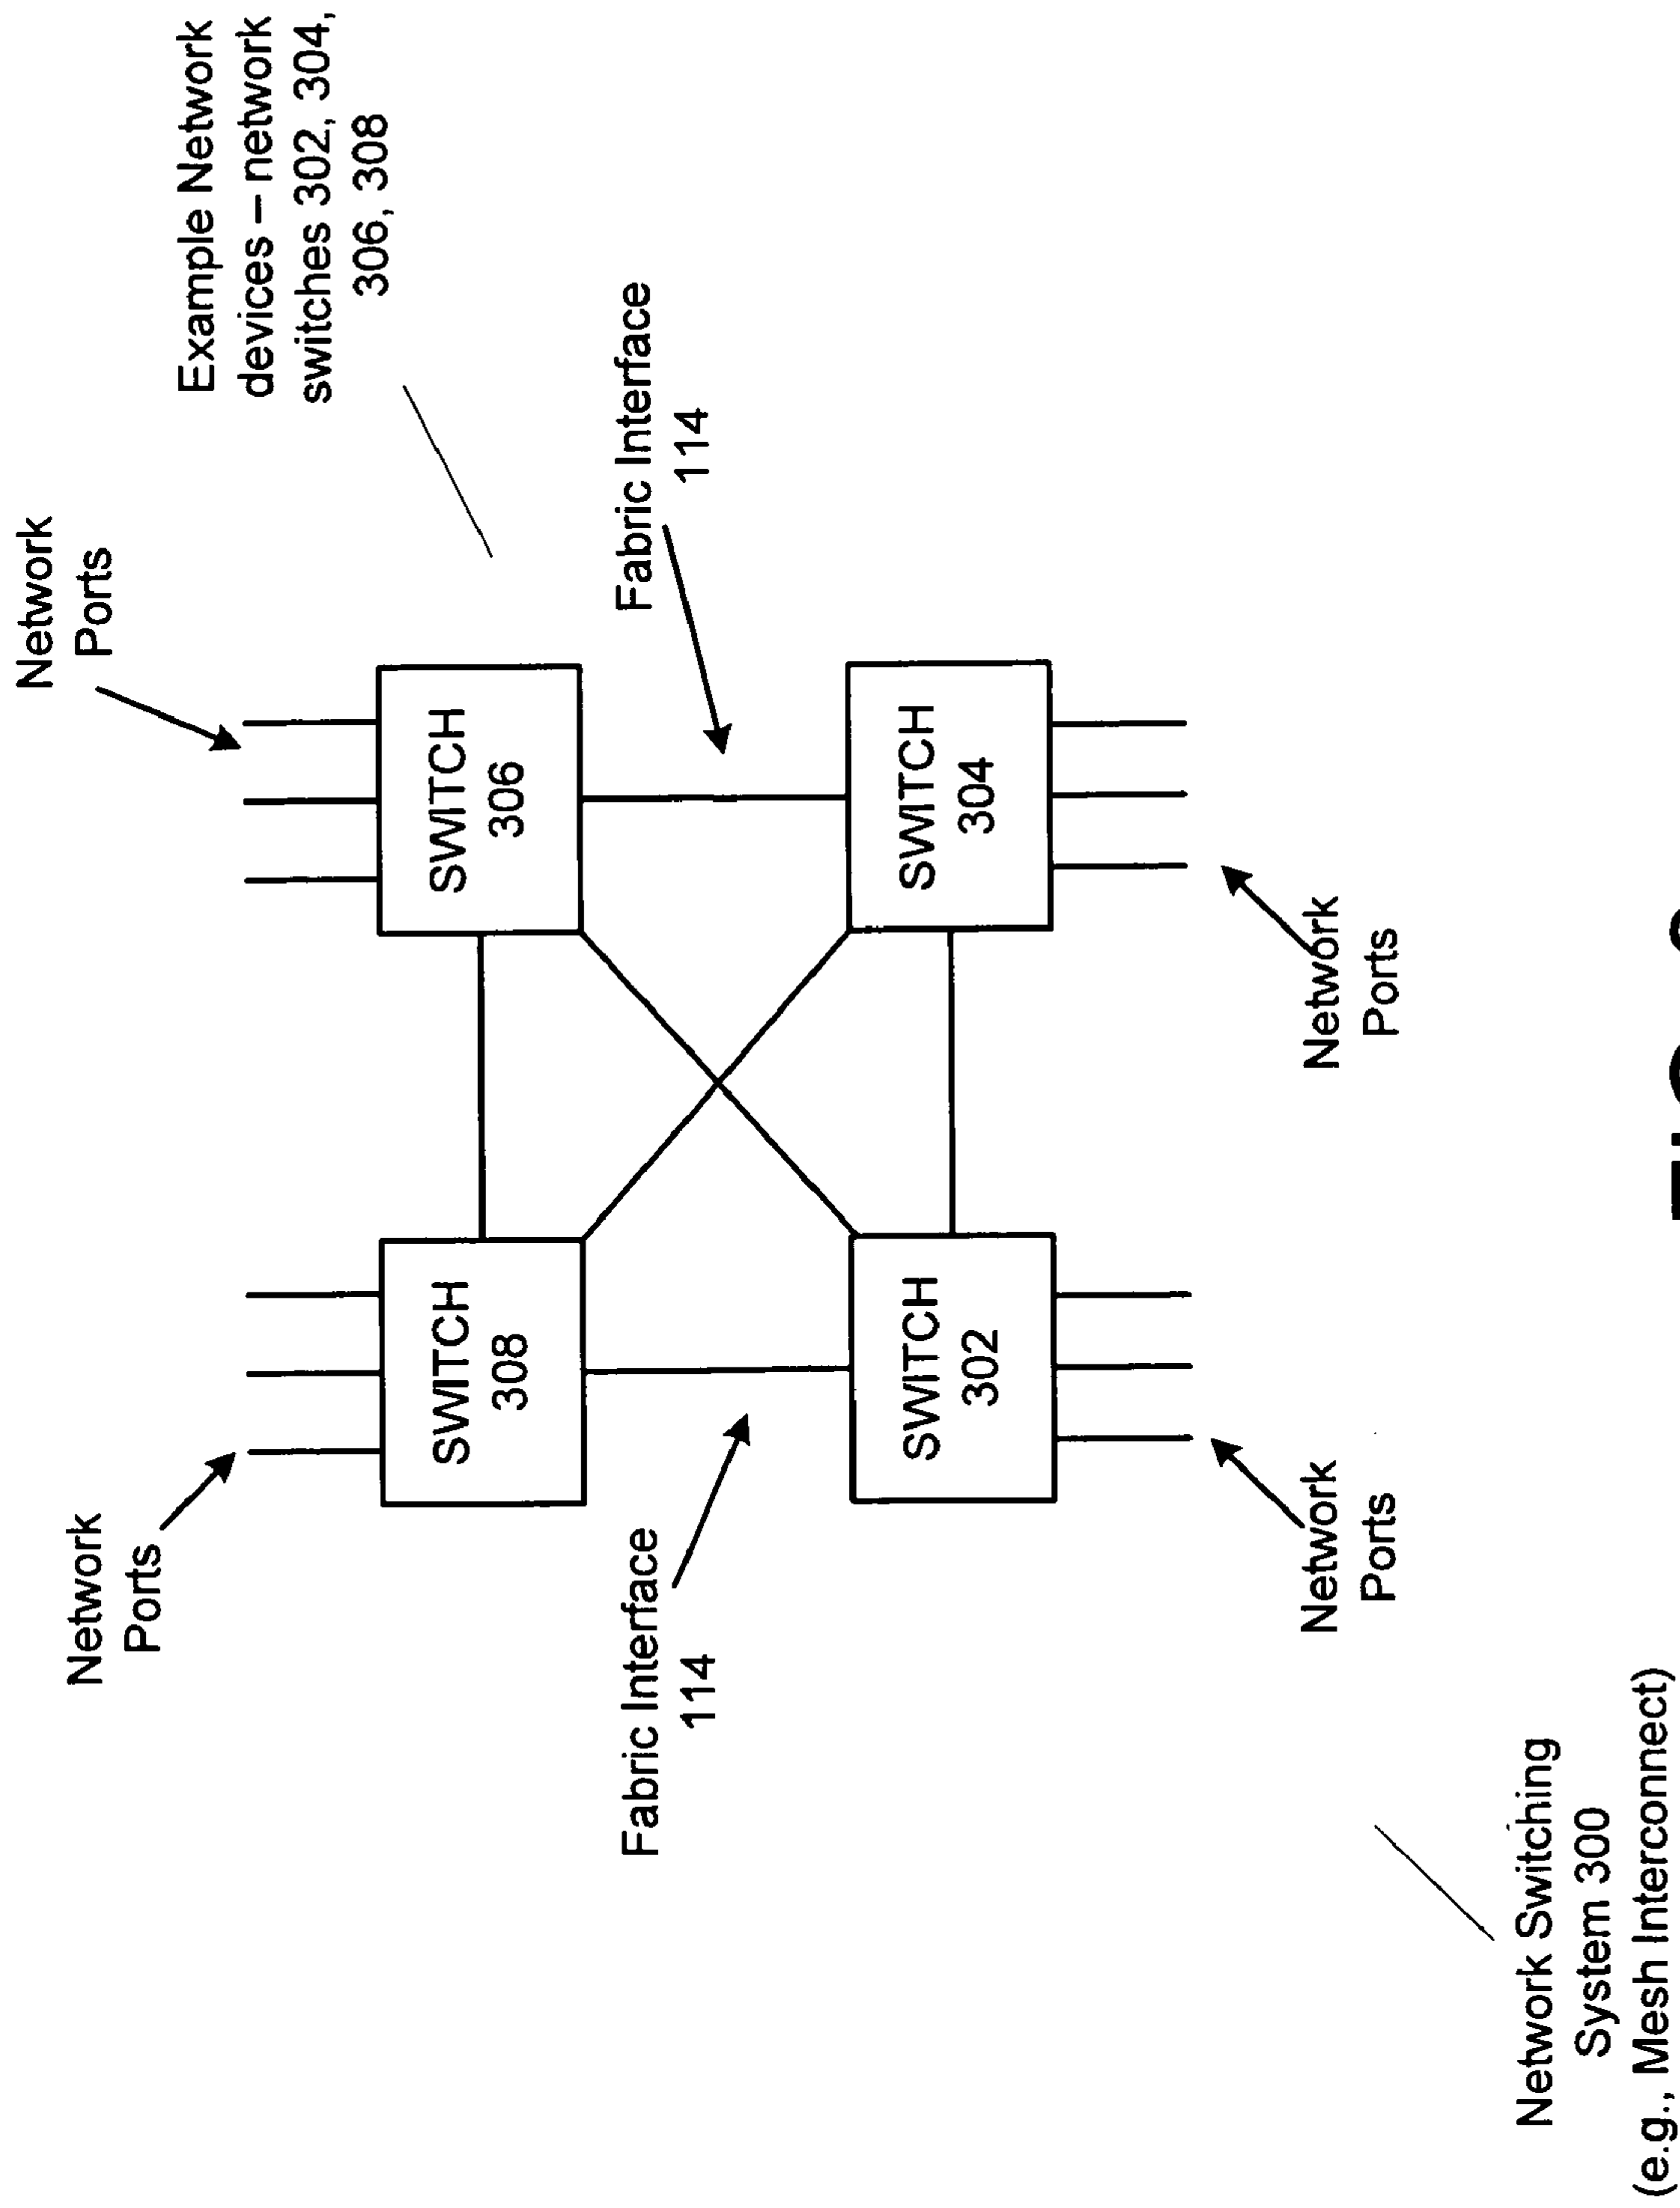 Network
Ports
Network
Ports
Example Network
devices – network
switches 302, 304,
306, 308
SWITCH
308
SWITCH
306
Fabric Interface
114
Fabric Interface
114
SWITCH
302
SWITCH
304
Network
Ports
Network
Ports
Network Switching
System 300
(e.g., Mesh Interconnect)